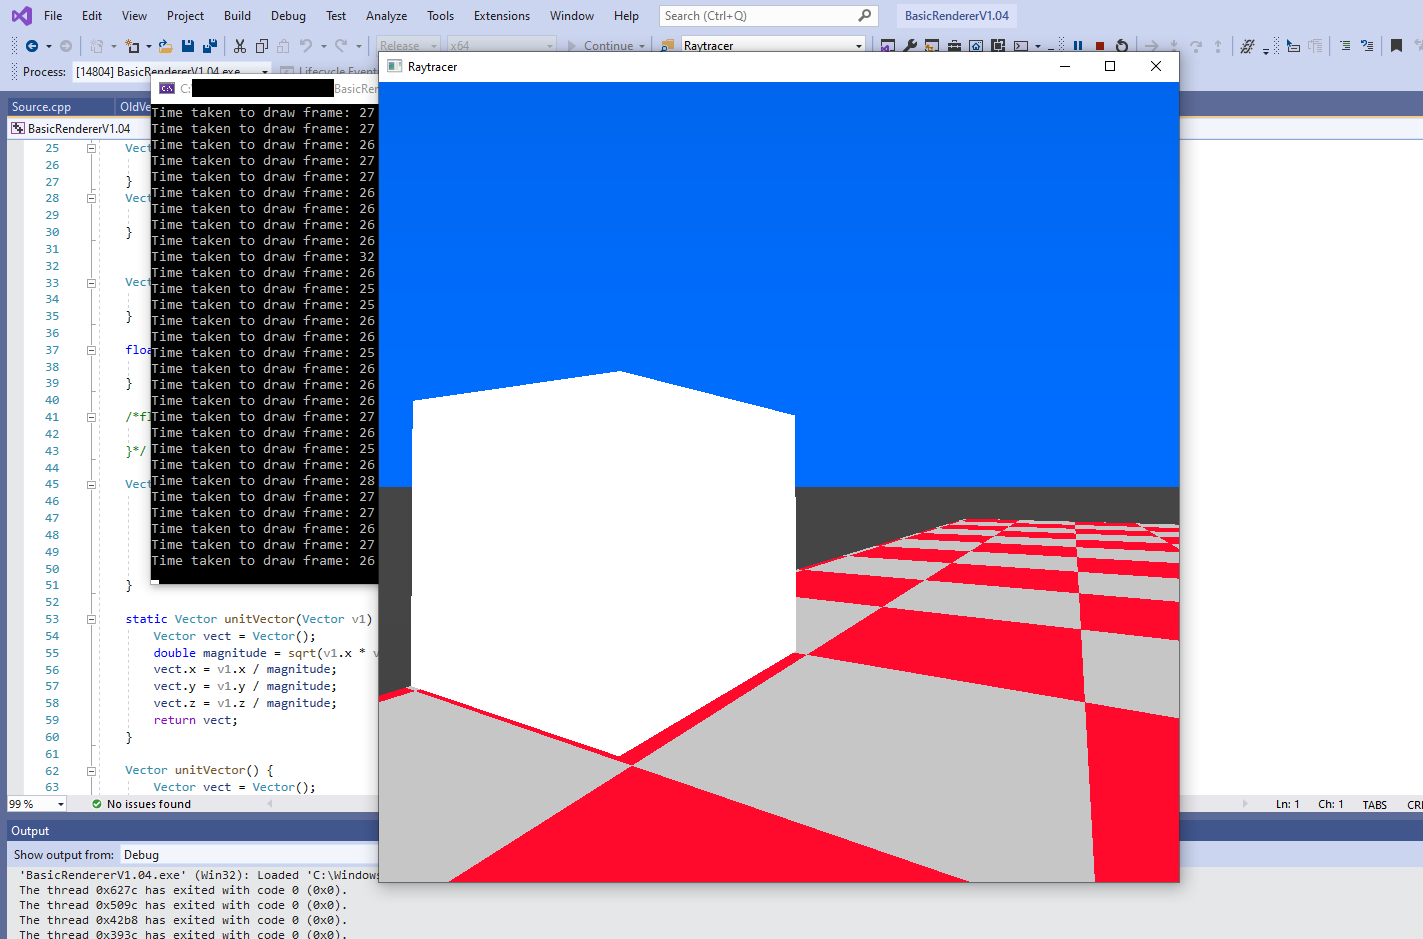 File Edit View Project Build Debug Test Analyze Tools Extensions Window Help Search (Ctrl+Q) BasicRendererV1.04
Release x64 Continue Raytracer
Process: [14804] BasicRendererV1.04.exe Lifecycle Event
Raytracer
C: BasicRen
Source.cpp OldVe
BasicRendererV1.04
Time taken to draw frame: 27
Time taken to draw frame: 27
Time taken to draw frame: 26
Time taken to draw frame: 27
Time taken to draw frame: 27
Time taken to draw frame: 26
Time taken to draw frame: 26
Time taken to draw frame: 26
Time taken to draw frame: 26
Time taken to draw frame: 32
Time taken to draw frame: 26
Time taken to draw frame: 25
Time taken to draw frame: 25
Time taken to draw frame: 26
Time taken to draw frame: 26
Time taken to draw frame: 25
Time taken to draw frame: 26
Time taken to draw frame: 26
Time taken to draw frame: 26
Time taken to draw frame: 27
Time taken to draw frame: 26
Time taken to draw frame: 25
Time taken to draw frame: 26
Time taken to draw frame: 28
Time taken to draw frame: 27
Time taken to draw frame: 27
Time taken to draw frame: 26
Time taken to draw frame: 27
Time taken to draw frame: 26
25 Vect
26
27 }
28 Vect
29
30 }
31
32
33 Vect
34
35 }
36
37 floa
38
39 }
40
41 /*fl
42
43 }*/
44
45 Vect
46
47
48
49
50
51 }
52
53 static Vector unitVector(Vector v1)
54 Vector vect = Vector();
55 double magnitude = sqrt(v1.x * v
56 vect.x = v1.x / magnitude;
57 vect.y = v1.y / magnitude;
58 vect.z = v1.z / magnitude;
59 return vect;
60 }
61
62 Vector unitVector() {
63 Vector vect = Vector();
99 % No issues found Ln: 1 Ch: 1 TABS CR
Output
Show output from: Debug
'BasicRendererV1.04.exe' (Win32): Loaded 'C:\Windows
The thread 0x627c has exited with code 0 (0x0).
The thread 0x509c has exited with code 0 (0x0).
The thread 0x42b8 has exited with code 0 (0x0).
The thread 0x393c has exited with code 0 (0x0).